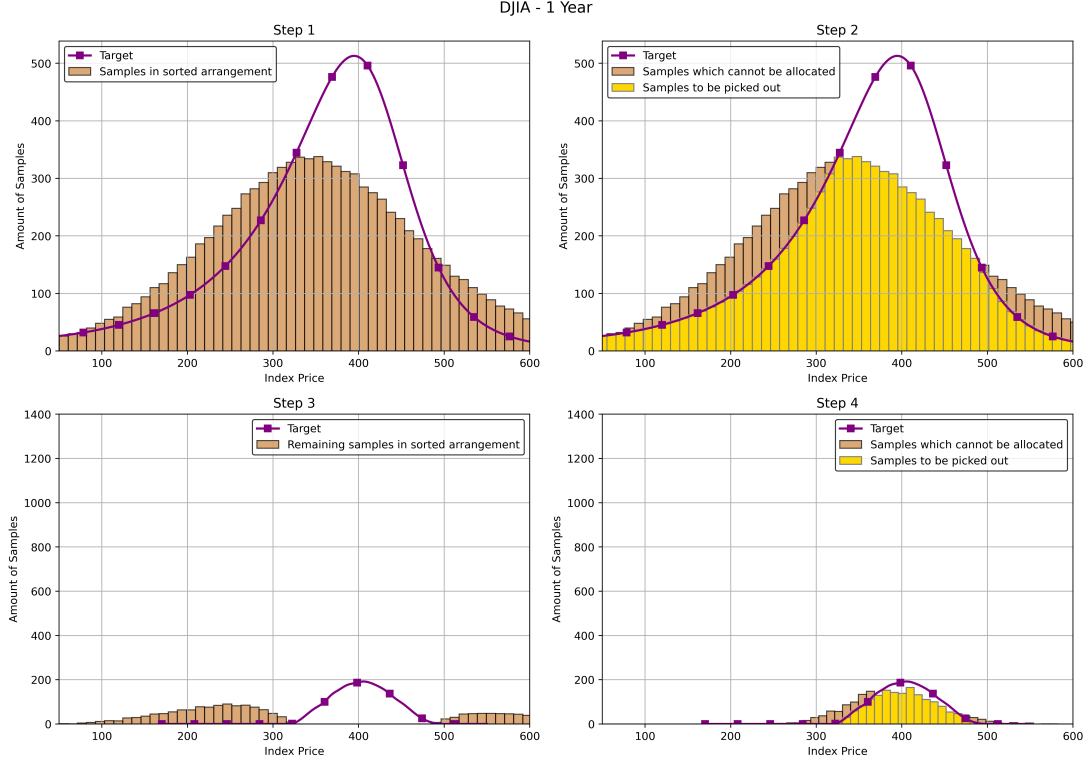 DJIA - 1 Year
Step 1
Target
Samples in sorted arrangement
500
400
300
200
100
0
Amount of Samples
100 200 300 400 500 600
Index Price
Step 2
Target
Samples which cannot be allocated
Samples to be picked out
500
400
300
200
100
0
Amount of Samples
100 200 300 400 500 600
Index Price
Step 3
Target
Remaining samples in sorted arrangement
1400
1200
1000
800
600
400
200
0
Amount of Samples
100 200 300 400 500 600
Index Price
Step 4
Target
Samples which cannot be allocated
Samples to be picked out
1400
1200
1000
800
600
400
200
0
Amount of Samples
100 200 300 400 500 600
Index Price